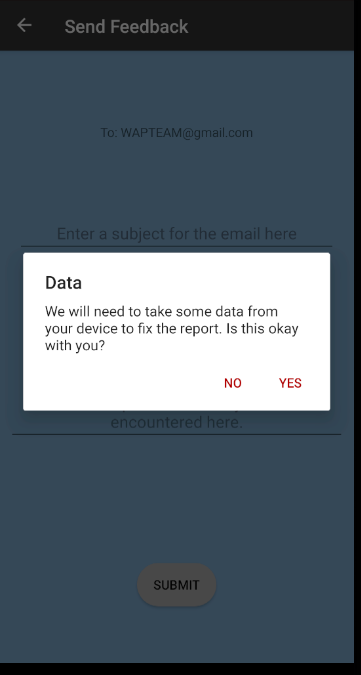 Send Feedback
To: WAPTEAM@gmail.com
Enter a subject for the email here
Data
We will need to take some data from
your device to fix the report. Is this okay
with you?
NO YES
encountered here.
SUBMIT